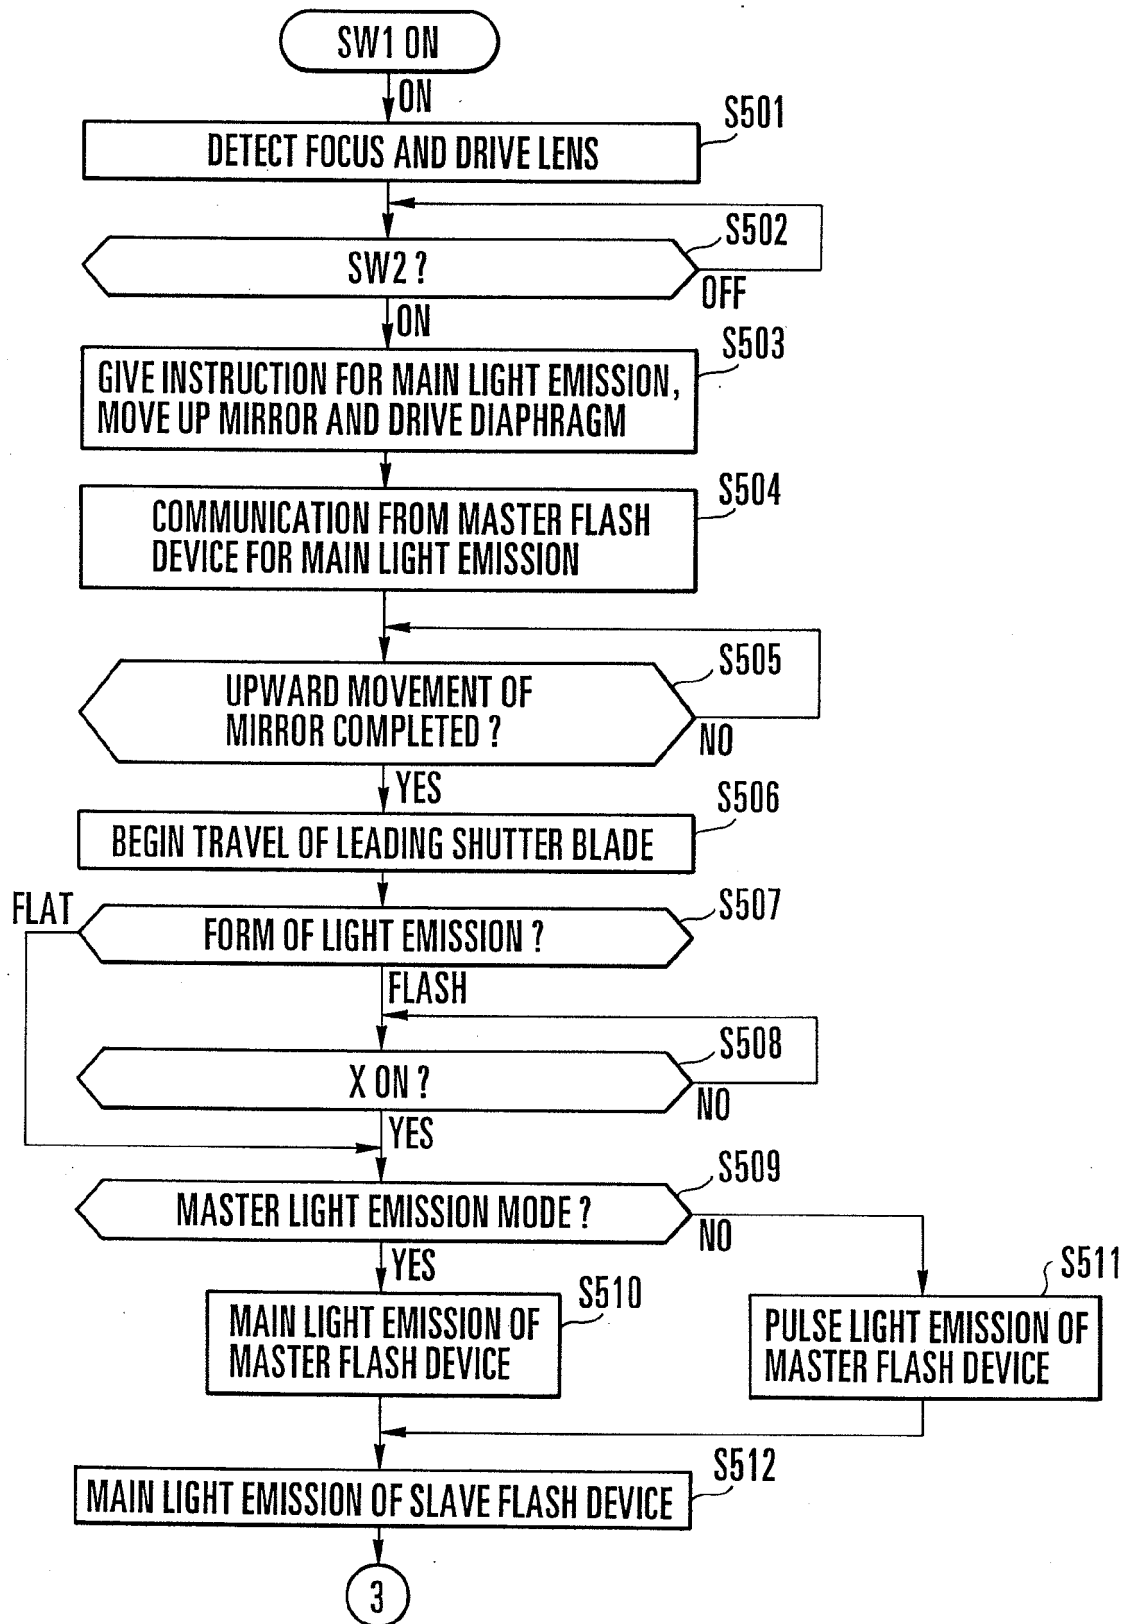 SW1 ON
ON
S501
DETECT FOCUS AND DRIVE LENS
S502
SW2 ?
OFF
ON
S503
GIVE INSTRUCTION FOR MAIN LIGHT EMISSION,
MOVE UP MIRROR AND DRIVE DIAPHRAGM
S504
COMMUNICATION FROM MASTER FLASH
DEVICE FOR MAIN LIGHT EMISSION
S505
UPWARD MOVEMENT OF
MIRROR COMPLETED ?
NO
YES
S506
BEGIN TRAVEL OF LEADING SHUTTER BLADE
FLAT
S507
FORM OF LIGHT EMISSION ?
FLASH
S508
X ON ?
NO
YES
S509
MASTER LIGHT EMISSION MODE ?
NO
YES
S510
MAIN LIGHT EMISSION OF
MASTER FLASH DEVICE
S511
PULSE LIGHT EMISSION OF
MASTER FLASH DEVICE
S512
MAIN LIGHT EMISSION OF SLAVE FLASH DEVICE
3